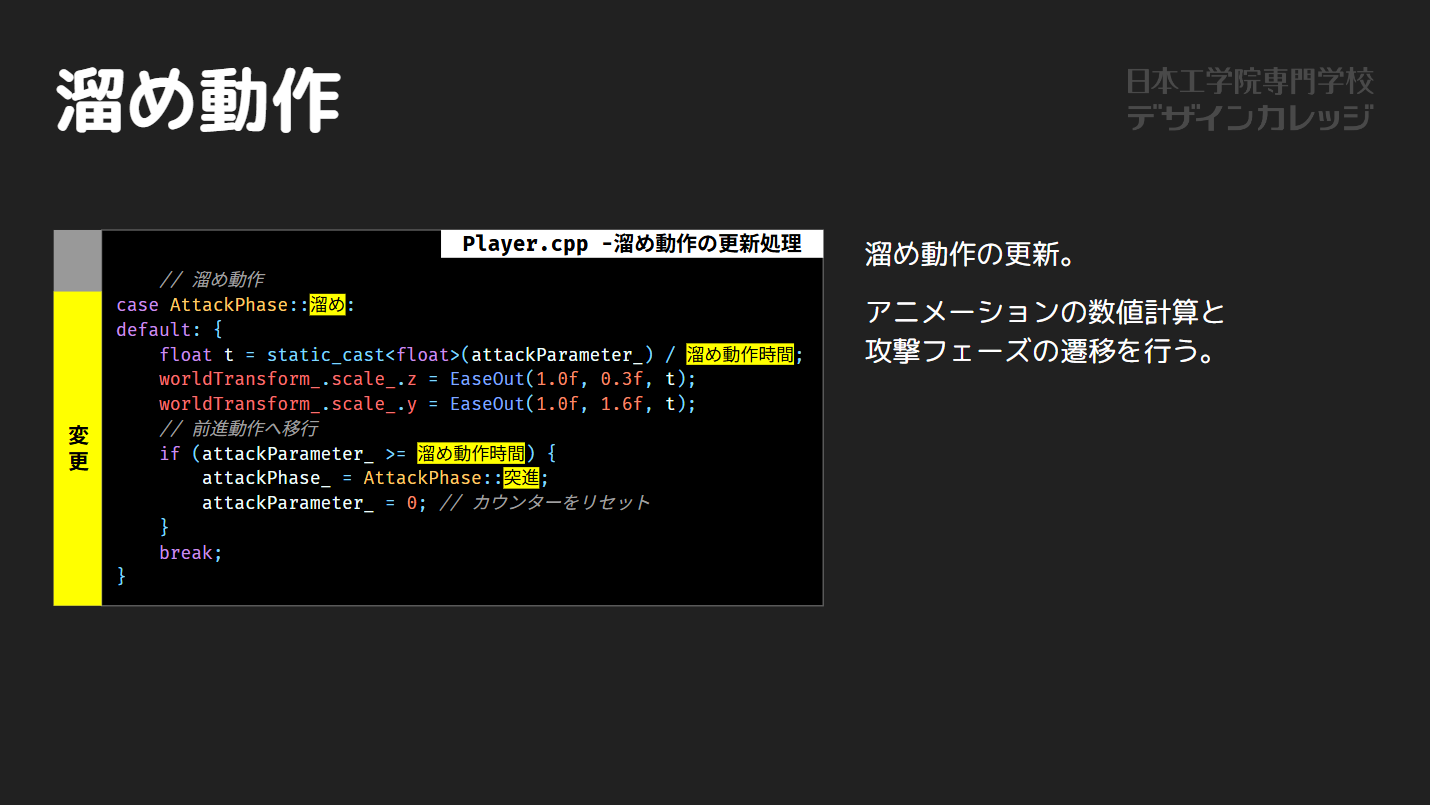 溜め動作
日本工学院専門学校
デザインカレッジ
Player.cpp -溜め動作の更新処理
// 溜め動作
case AttackPhase::溜め:
default: {
float t = static_cast<float>(attackParameter_) / 溜め動作時間;
worldTransform_.scale_.z = EaseOut(1.0f, 0.3f, t);
worldTransform_.scale_.y = EaseOut(1.0f, 1.6f, t);
// 前進動作へ移行
if (attackParameter_ >= 溜め動作時間) {
attackPhase_ = AttackPhase::突進;
attackParameter_ = 0; // カウンターをリセット
}
break;
}
変更
溜め動作の更新。
アニメーションの数値計算と
攻撃フェーズの遷移を行う。